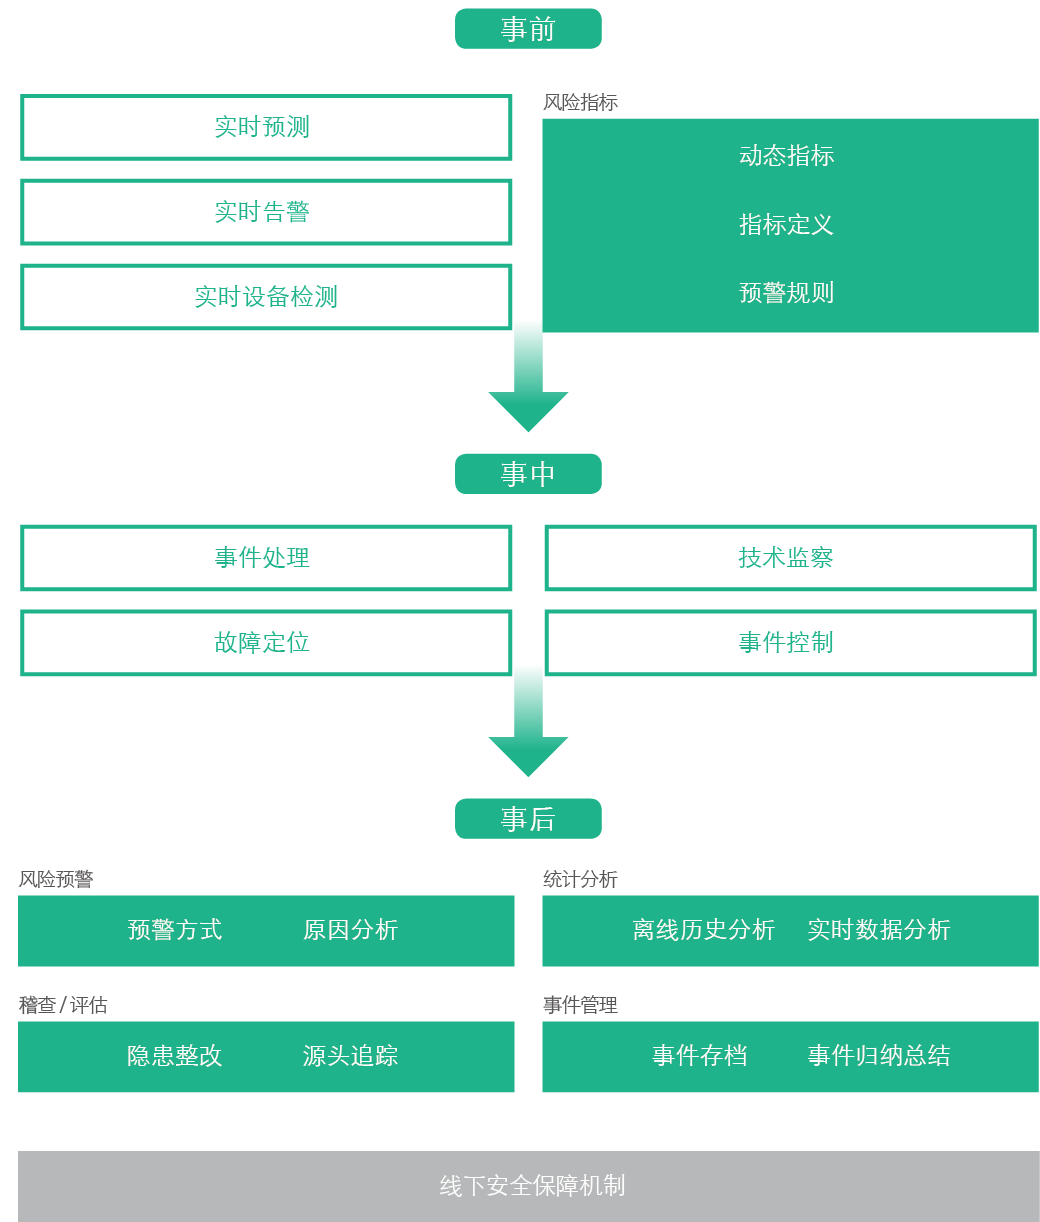 事前
实时预测
实时告警
实时设备检测
风险指标
动态指标
指标定义
预警规则
事中
事件处理
技术监察
故障定位
事件控制
事后
风险预警
预警方式 原因分析
统计分析
离线历史分析 实时数据分析
稽查 / 评估
隐患整改 源头追踪
事件管理
事件存档 事件归纳总结
线下安全保障机制